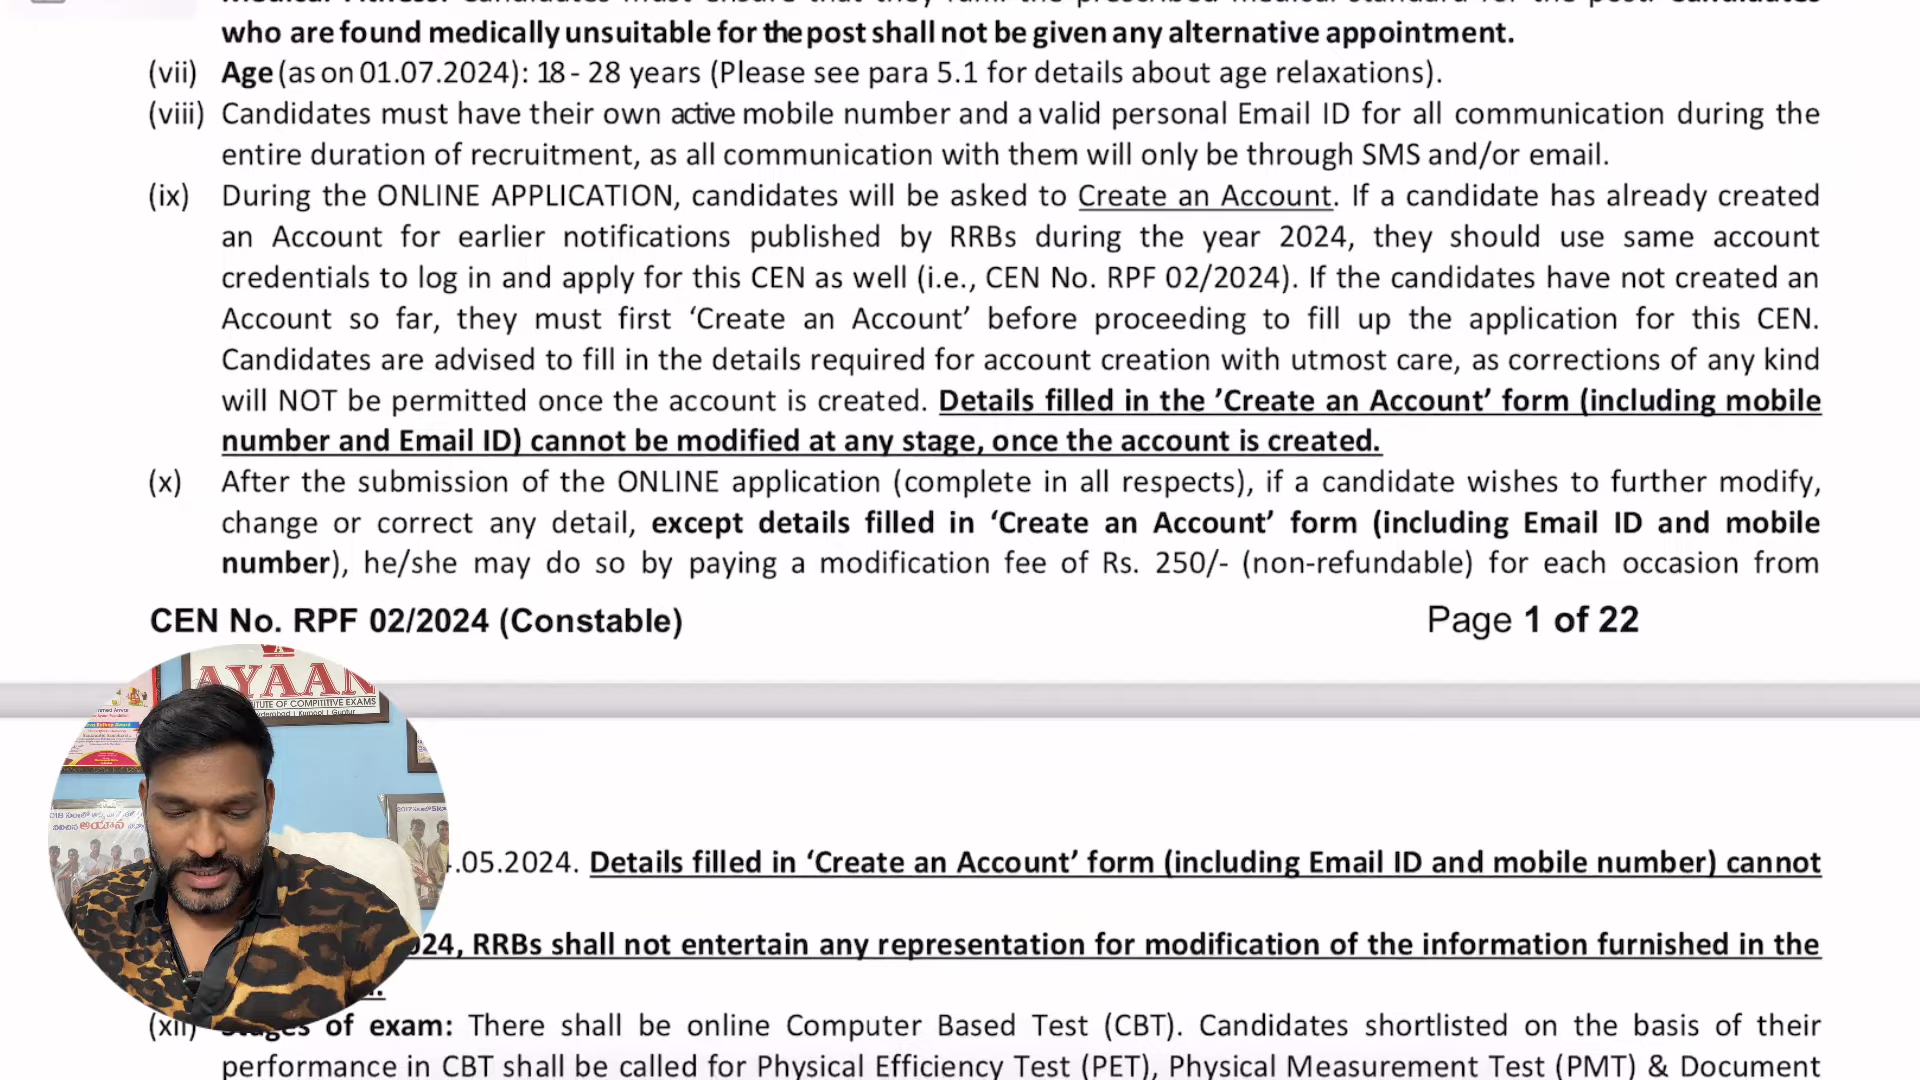 who are found medically unsuitable for the post shall not be given any alternative appointment.
(vii) Age (as on 01.07.2024): 18 - 28 years (Please see para 5.1 for details about age relaxations).
(viii) Candidates must have their own active mobile number and a valid personal Email ID for all communication during the
entire duration of recruitment, as all communication with them will only be through SMS and/or email.
(ix) During the ONLINE APPLICATION, candidates will be asked to Create an Account. If a candidate has already created
an Account for earlier notifications published by RRBs during the year 2024, they should use same account
credentials to log in and apply for this CEN as well (i.e., CEN No. RPF 02/2024). If the candidates have not created an
Account so far, they must first ‘Create an Account’ before proceeding to fill up the application for this CEN.
Candidates are advised to fill in the details required for account creation with utmost care, as corrections of any kind
will NOT be permitted once the account is created. Details filled in the ’Create an Account’ form (including mobile
number and Email ID) cannot be modified at any stage, once the account is created.
(x) After the submission of the ONLINE application (complete in all respects), if a candidate wishes to further modify,
change or correct any detail, except details filled in ‘Create an Account’ form (including Email ID and mobile
number), he/she may do so by paying a modification fee of Rs. 250/- (non-refundable) for each occasion from
CEN No. RPF 02/2024 (Constable) Page 1 of 22
AYAAN
ITUTE OF COMPITITIVE EXAMS
| Kurnool | Guntur
.05.2024. Details filled in ‘Create an Account’ form (including Email ID and mobile number) cannot
24, RRBs shall not entertain any representation for modification of the information furnished in the
(xii) Stages of exam: There shall be online Computer Based Test (CBT). Candidates shortlisted on the basis of their
performance in CBT shall be called for Physical Efficiency Test (PET), Physical Measurement Test (PMT) & Document